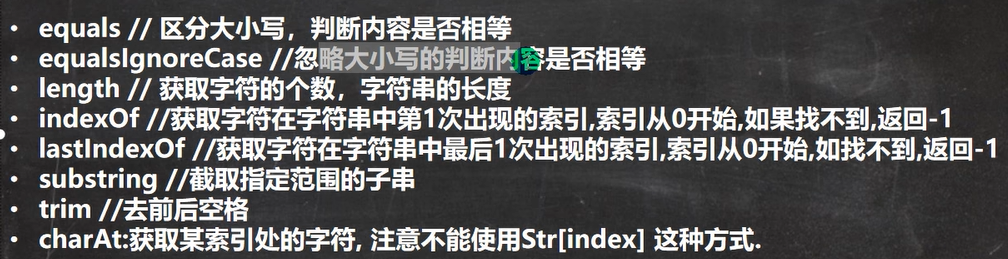 • equals // 区分大小写，判断内容是否相等
• equalsIgnoreCase //忽略大小写的判断内容是否相等
• length // 获取字符的个数，字符串的长度
• indexOf //获取字符在字符串中第1次出现的索引,索引从0开始,如果找不到,返回-1
• lastIndexOf //获取字符在字符串中最后1次出现的索引,索引从0开始,如找不到,返回-1
• substring //截取指定范围的子串
• trim //去前后空格
• charAt:获取某索引处的字符, 注意不能使用Str[index] 这种方式.